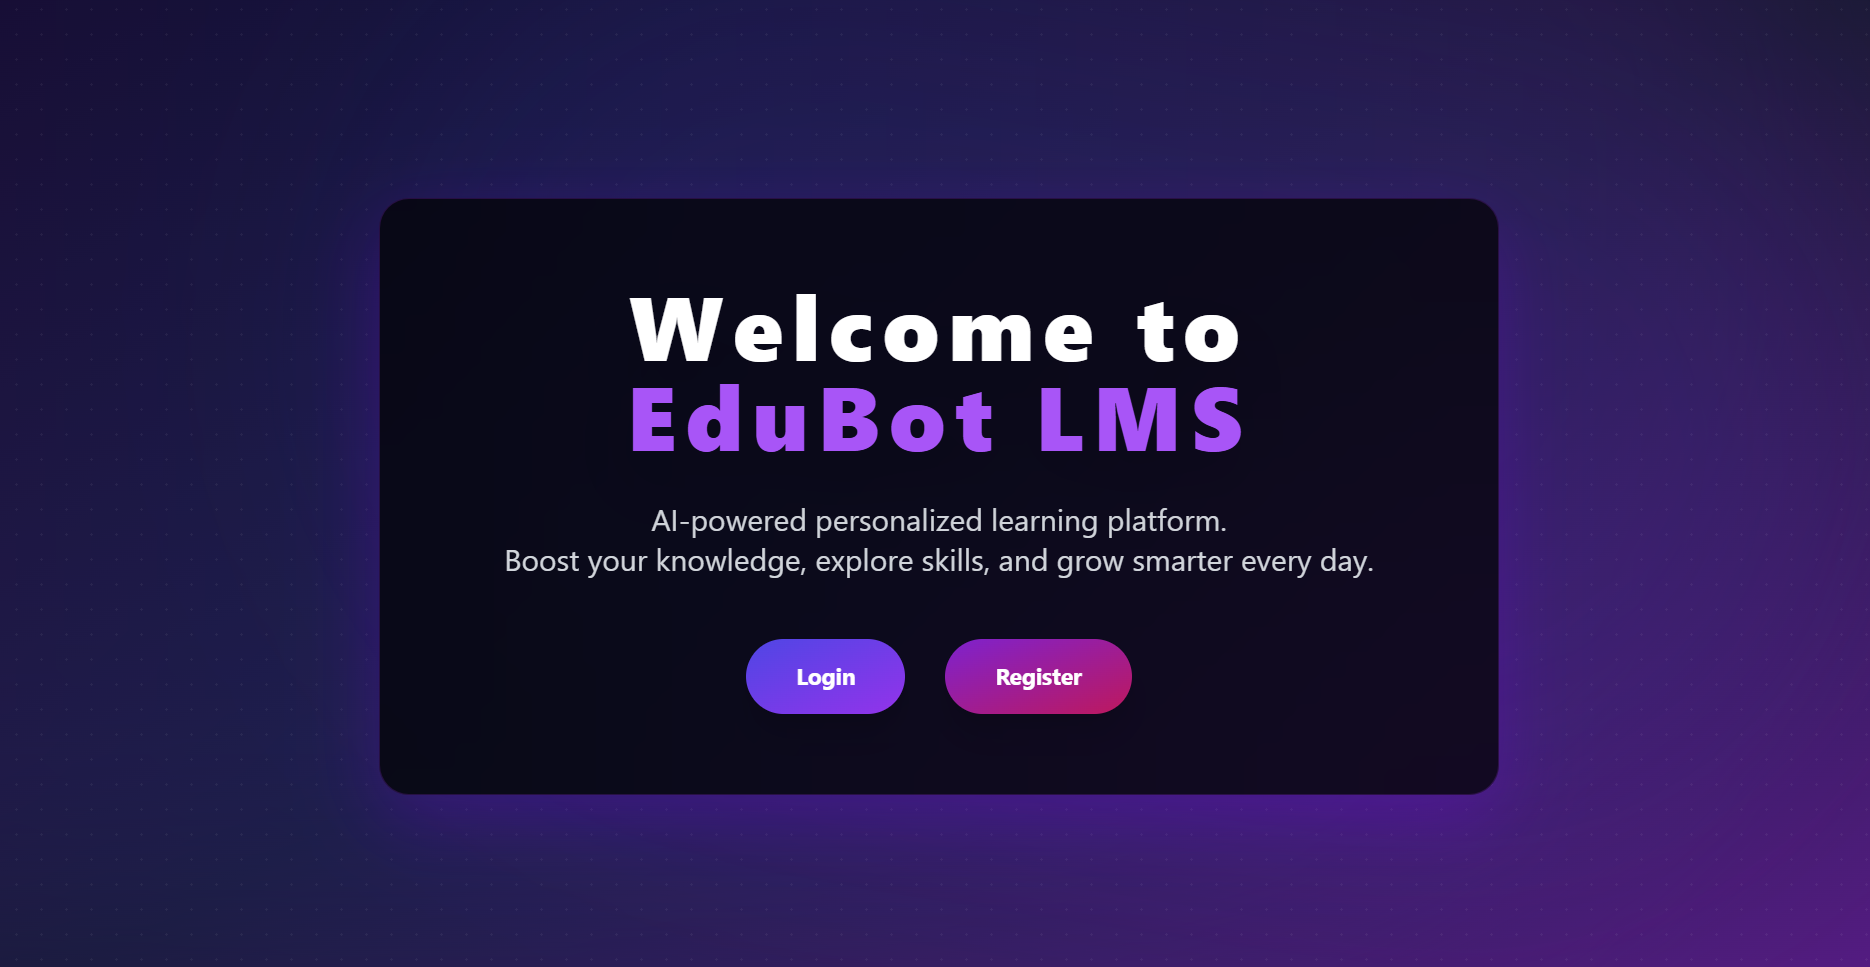 Welcome to
EduBot LMS
AI-powered personalized learning platform.
Boost your knowledge, explore skills, and grow smarter every day.
Login
Register